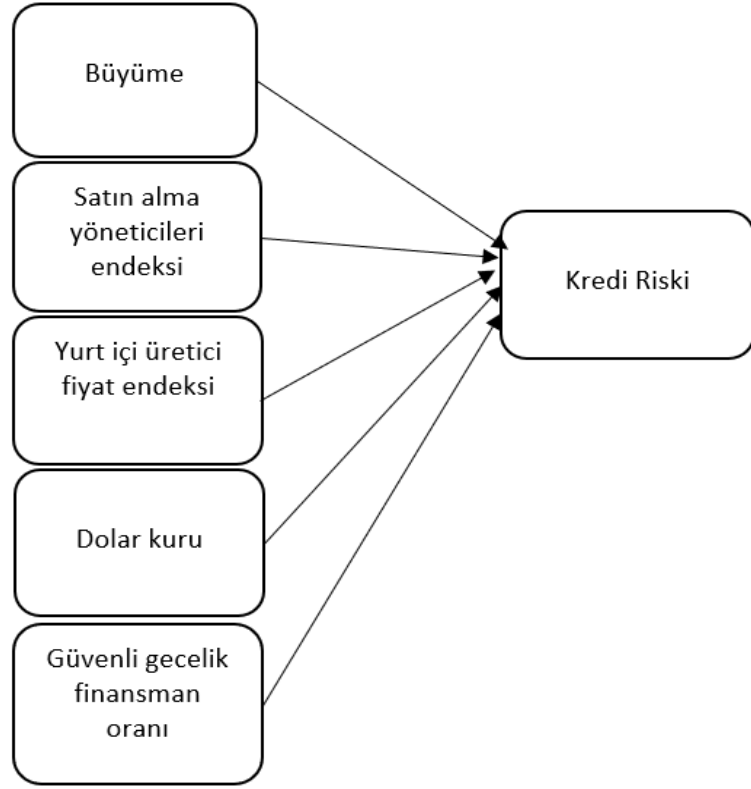 Büyüme
Satın alma
yöneticileri
endeksi
Yurt içi üretici
fiyat endeksi
Dolar kuru
Güvenli gecelik
finansman
oranı
Kredi Riski